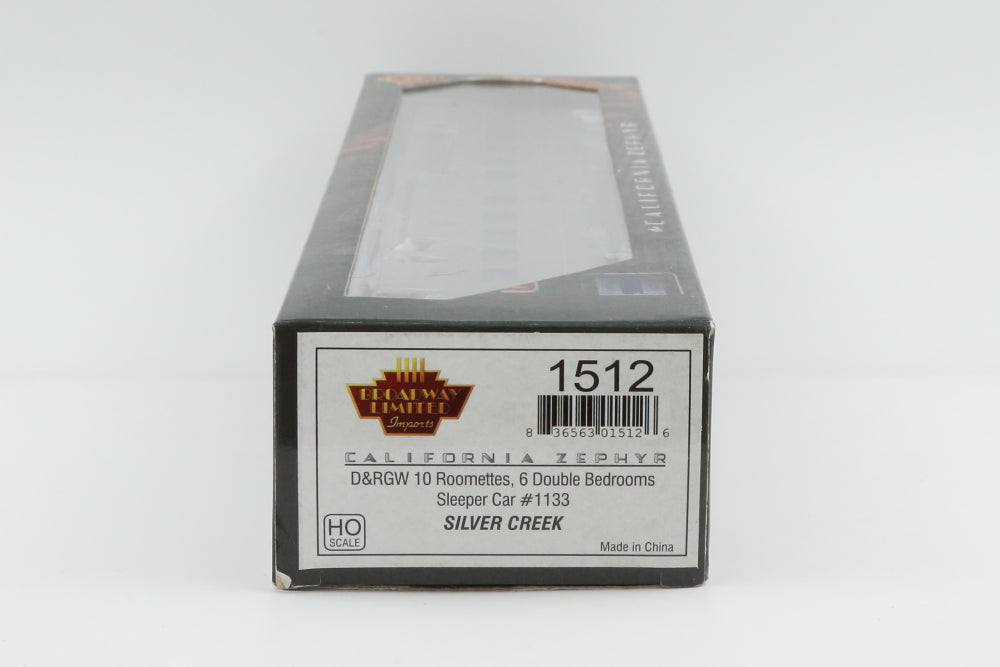 CALIFORNIA ZEPHYR
BROADWAY
LIMITED
Imports
1512
8 36563 01512 6
CALIFORNIA ZEPHYR
D&RGW 10 Roomettes, 6 Double Bedrooms
Sleeper Car #1133
SILVER CREEK
HO
SCALE
Made in China